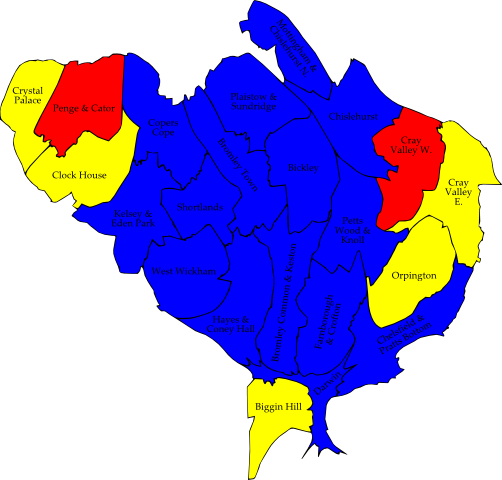 Mottingham &
Chislehurst N.
Crystal
Palace
Penge & Cator
Plaistow &
Sundridge
Copers
Cope
Chislehurst
Cray
Valley W.
Bromley Town
Bickley
Clock House
Cray
Valley
E.
Shortlands
Kelsey &
Eden Park
Petts
Wood &
Knoll
West Wickham
Orpington
Bromley Common & Keston
Hayes &
Coney Hall
Farnborough
& Crofton
Chelsfield &
Pratts Bottom
Darwin
Biggin Hill